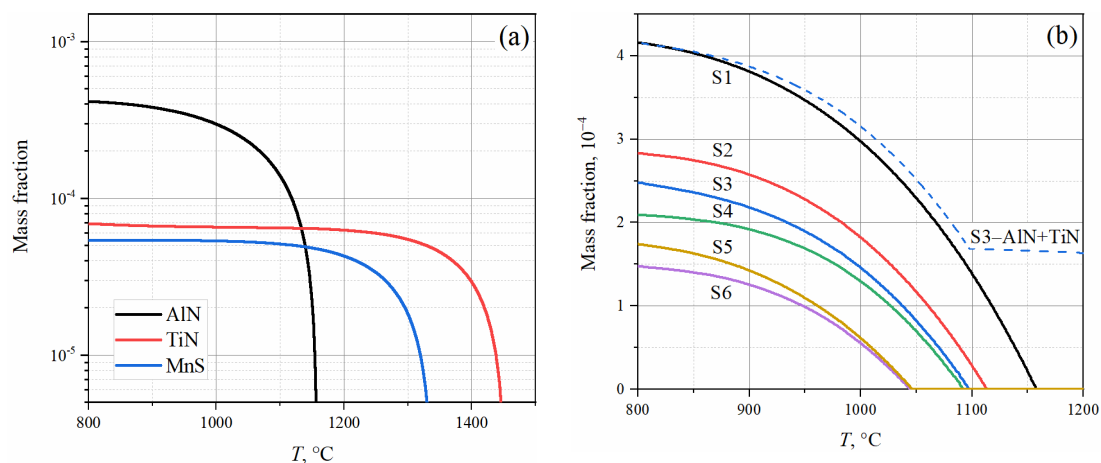 (a)
10⁻³
10⁻⁴
10⁻⁵
Mass fraction
AlN
TiN
MnS
800
1000
1200
1400
T, °C
(b)
4
3
2
1
0
Mass fraction, 10⁻⁴
S1
S2
S3
S4
S5
S6
S3–AlN+TiN
800
900
1000
1100
1200
T, °C